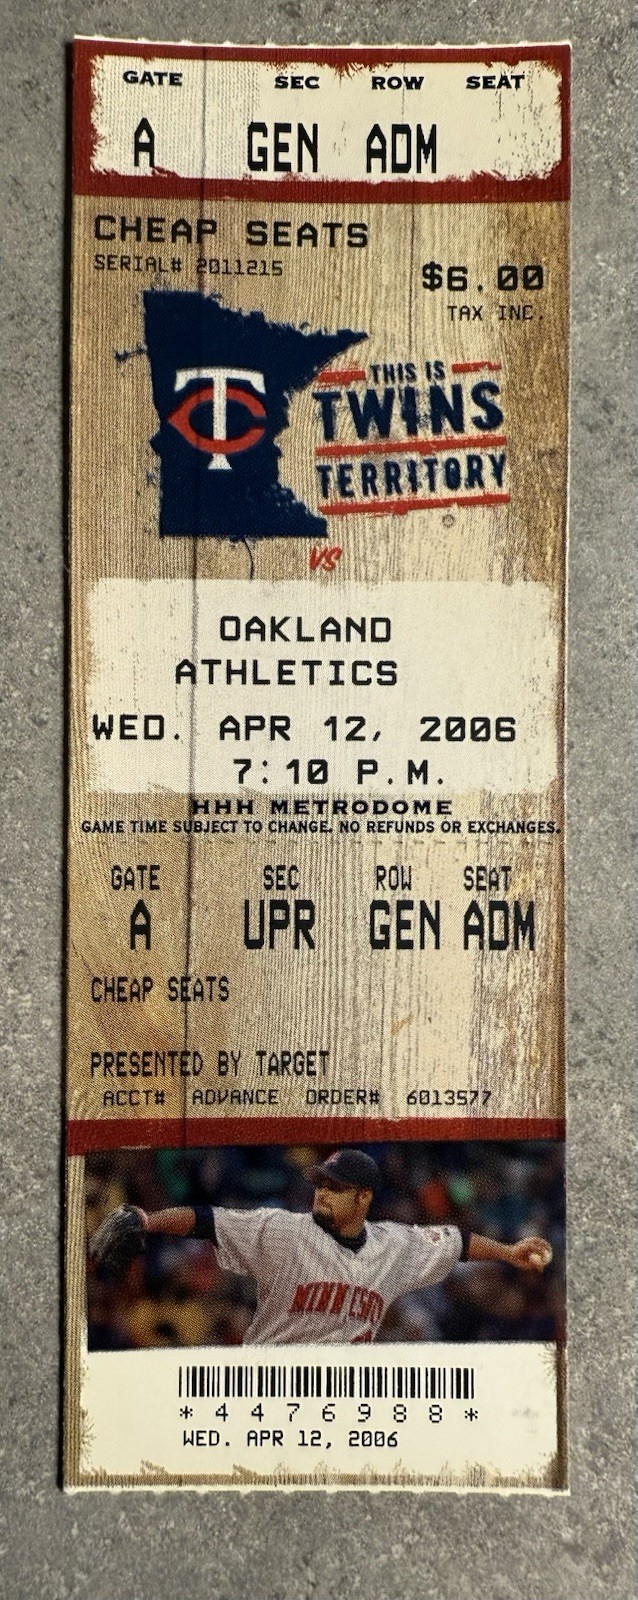 GATE SEC ROW SEAT
A GEN ADM
CHEAP SEATS
SERIAL# 2011215
$6.00
TAX INC.
TC
THIS IS
TWINS
TERRITORY
VS
OAKLAND
ATHLETICS
WED. APR 12, 2006
7:10 P.M.
HHH METRODOME
GAME TIME SUBJECT TO CHANGE. NO REFUNDS OR EXCHANGES.
GATE SEC ROW SEAT
A UPR GEN ADM
CHEAP SEATS
PRESENTED BY TARGET
ACCT# ADVANCE ORDER# 6013577
MINNESO
*4476988*
WED. APR 12, 2006